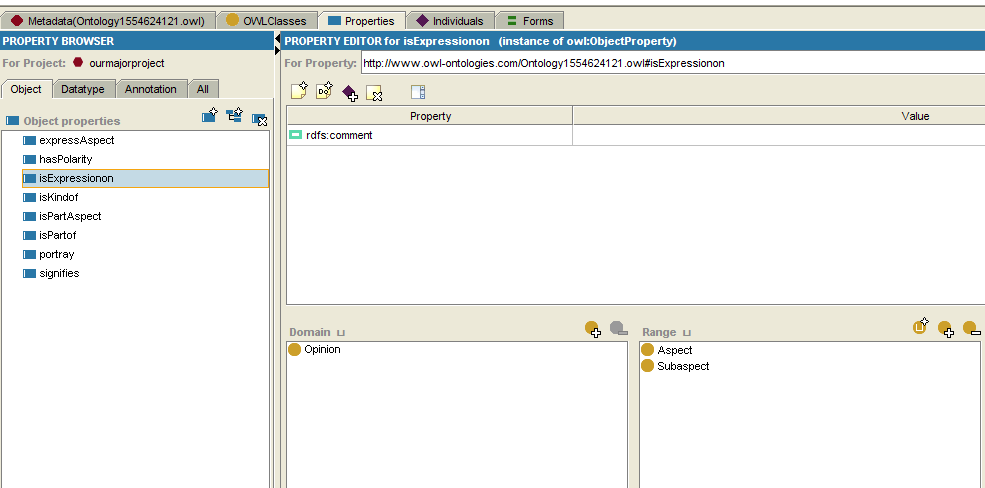 Metadata(Ontology1554624121.owl) OWLClasses Properties Individuals Forms
PROPERTY BROWSER
PROPERTY EDITOR for isExpressionon (instance of owl:ObjectProperty)
For Project: ourmajorproject
For Property: http://www.owl-ontologies.com/Ontology1554624121.owl#isExpressionon
Object Datatype Annotation All
Object properties
Property Value
rdfs:comment
expressAspect
hasPolarity
isExpressionon
isKindof
isPartAspect
isPartof
portray
signifies
Domain ⊔
Range ⊔
Opinion
Aspect
Subaspect